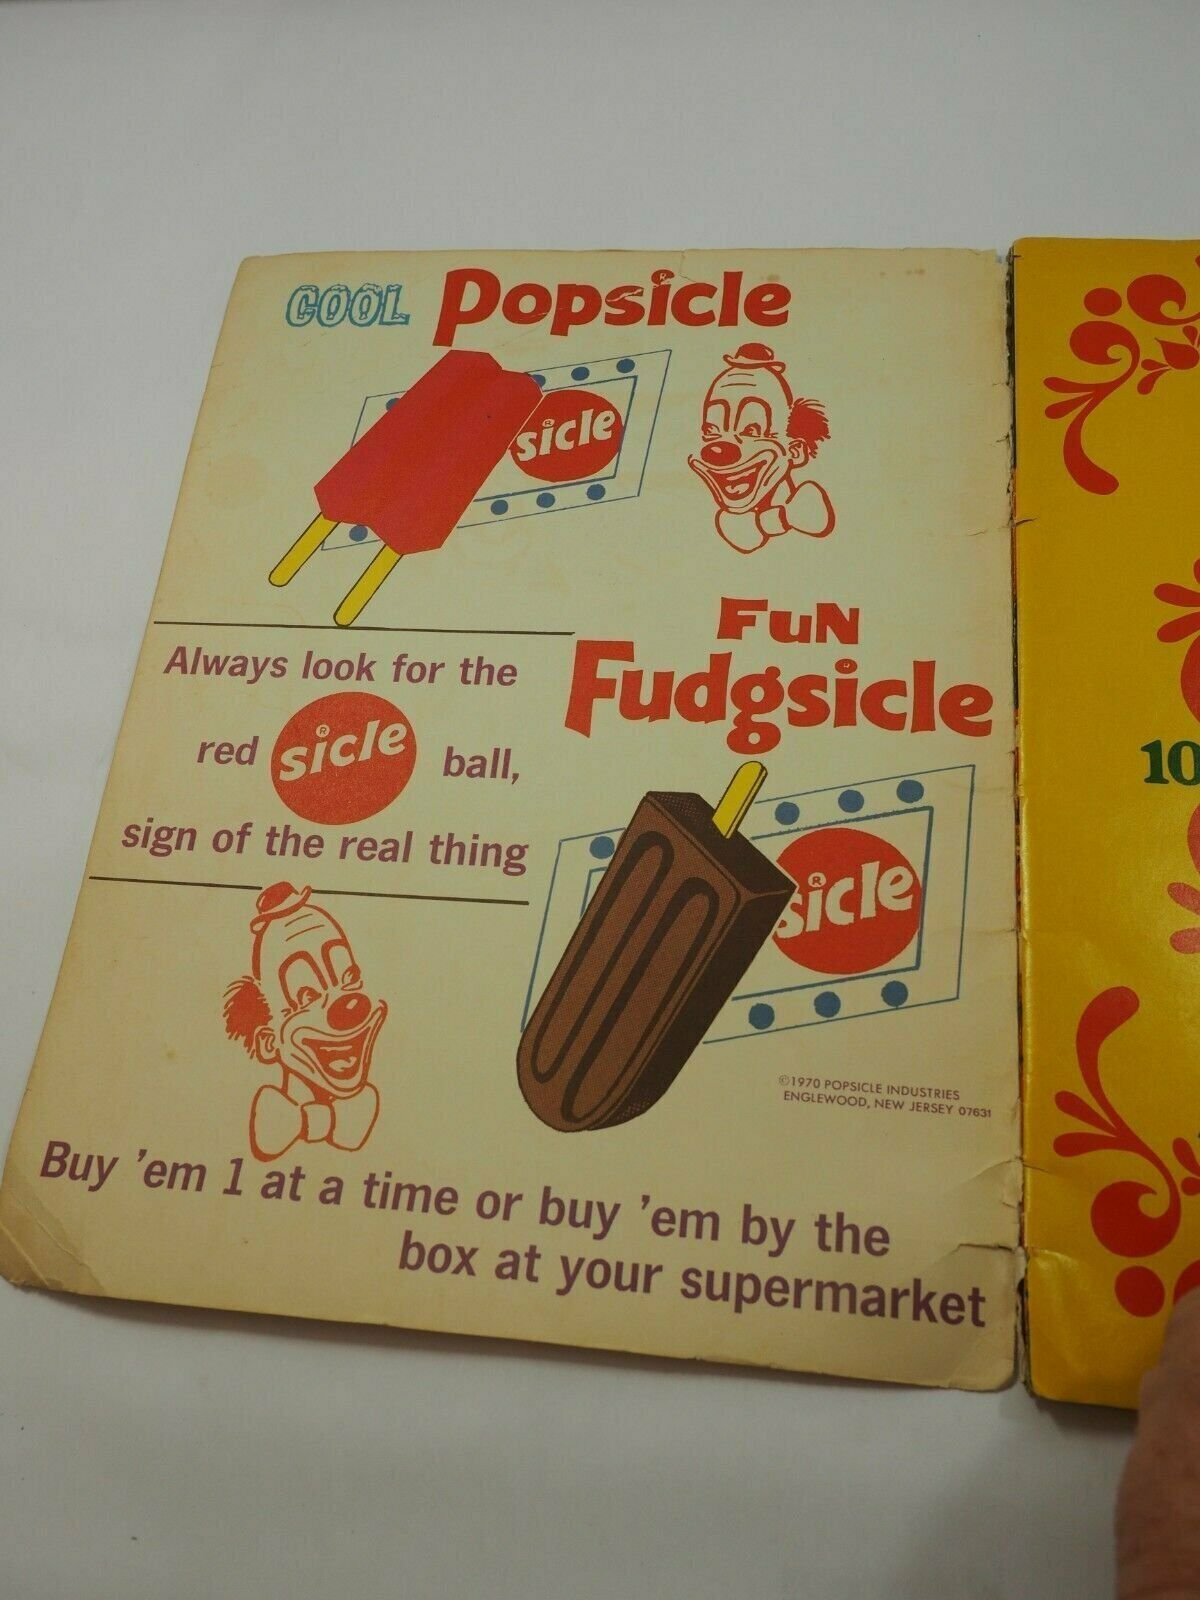 COOL Popsicle®
sicle®
FUN
Fudgsicle®
Always look for the
red sicle® ball,
sign of the real thing
sicle®
©1970 POPSICLE INDUSTRIES
ENGLEWOOD, NEW JERSEY 07631
Buy 'em 1 at a time or buy 'em by the
box at your supermarket
10